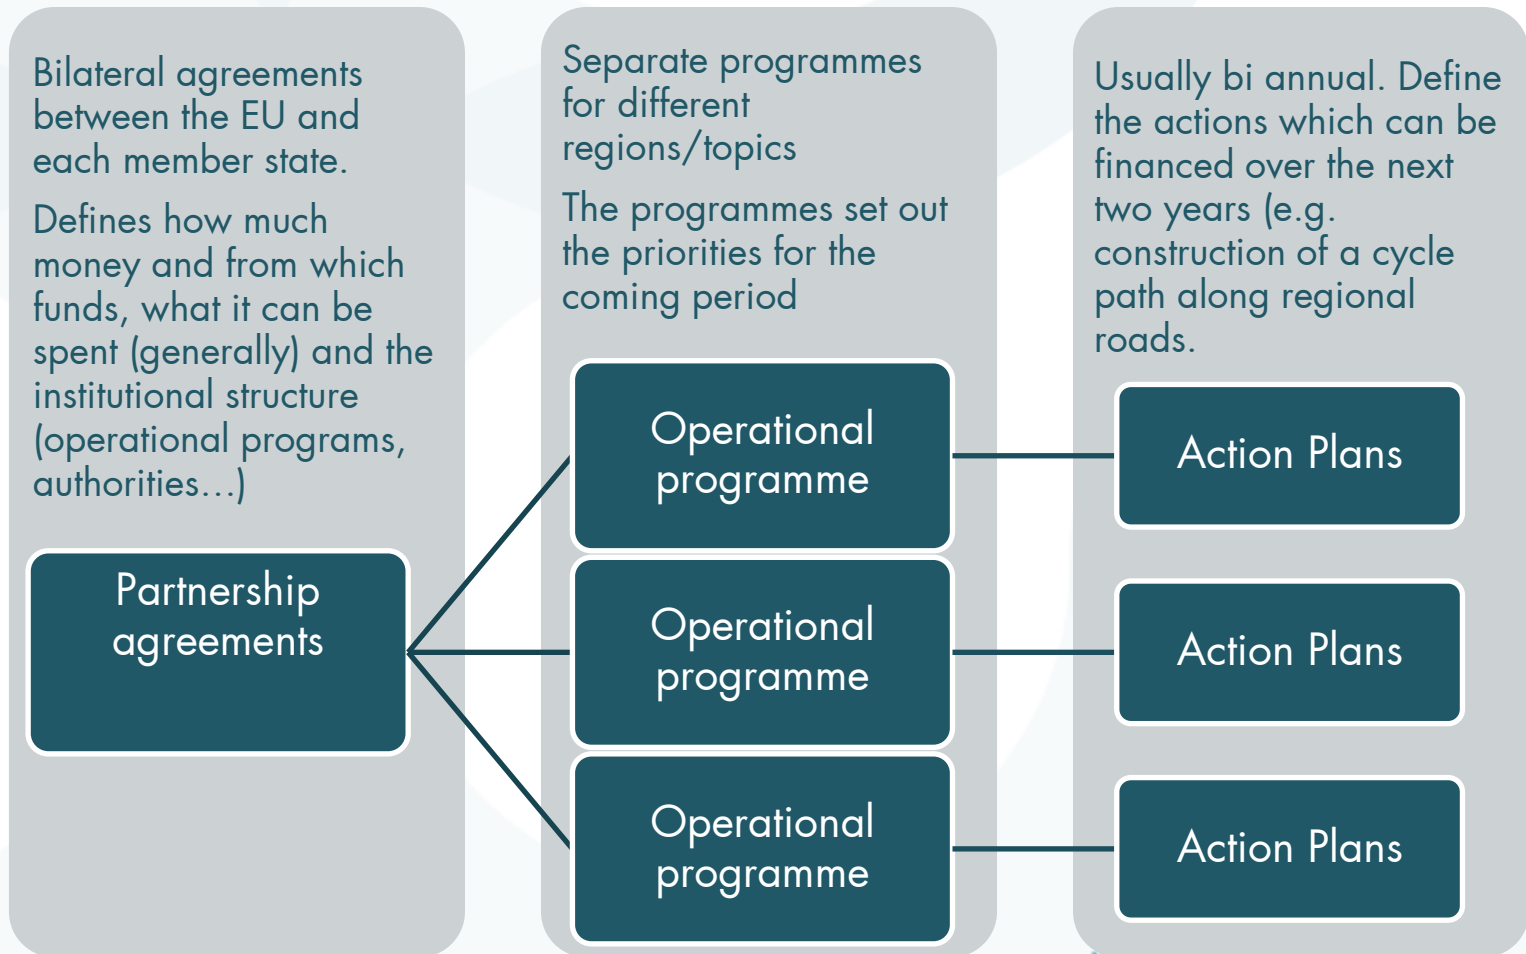 Bilateral agreements
between the EU and
each member state.
Defines how much
money and from which
funds, what it can be
spent (generally) and the
institutional structure
(operational programs,
authorities...)
Partnership
agreements
Separate programmes
for different
regions/topics
The programmes set out
the priorities for the
coming period
Operational
programme
Operational
programme
Operational
programme
Usually bi annual. Define
the actions which can be
financed over the next
two years (e.g.
construction of a cycle
path along regional
roads.
Action Plans
Action Plans
Action Plans